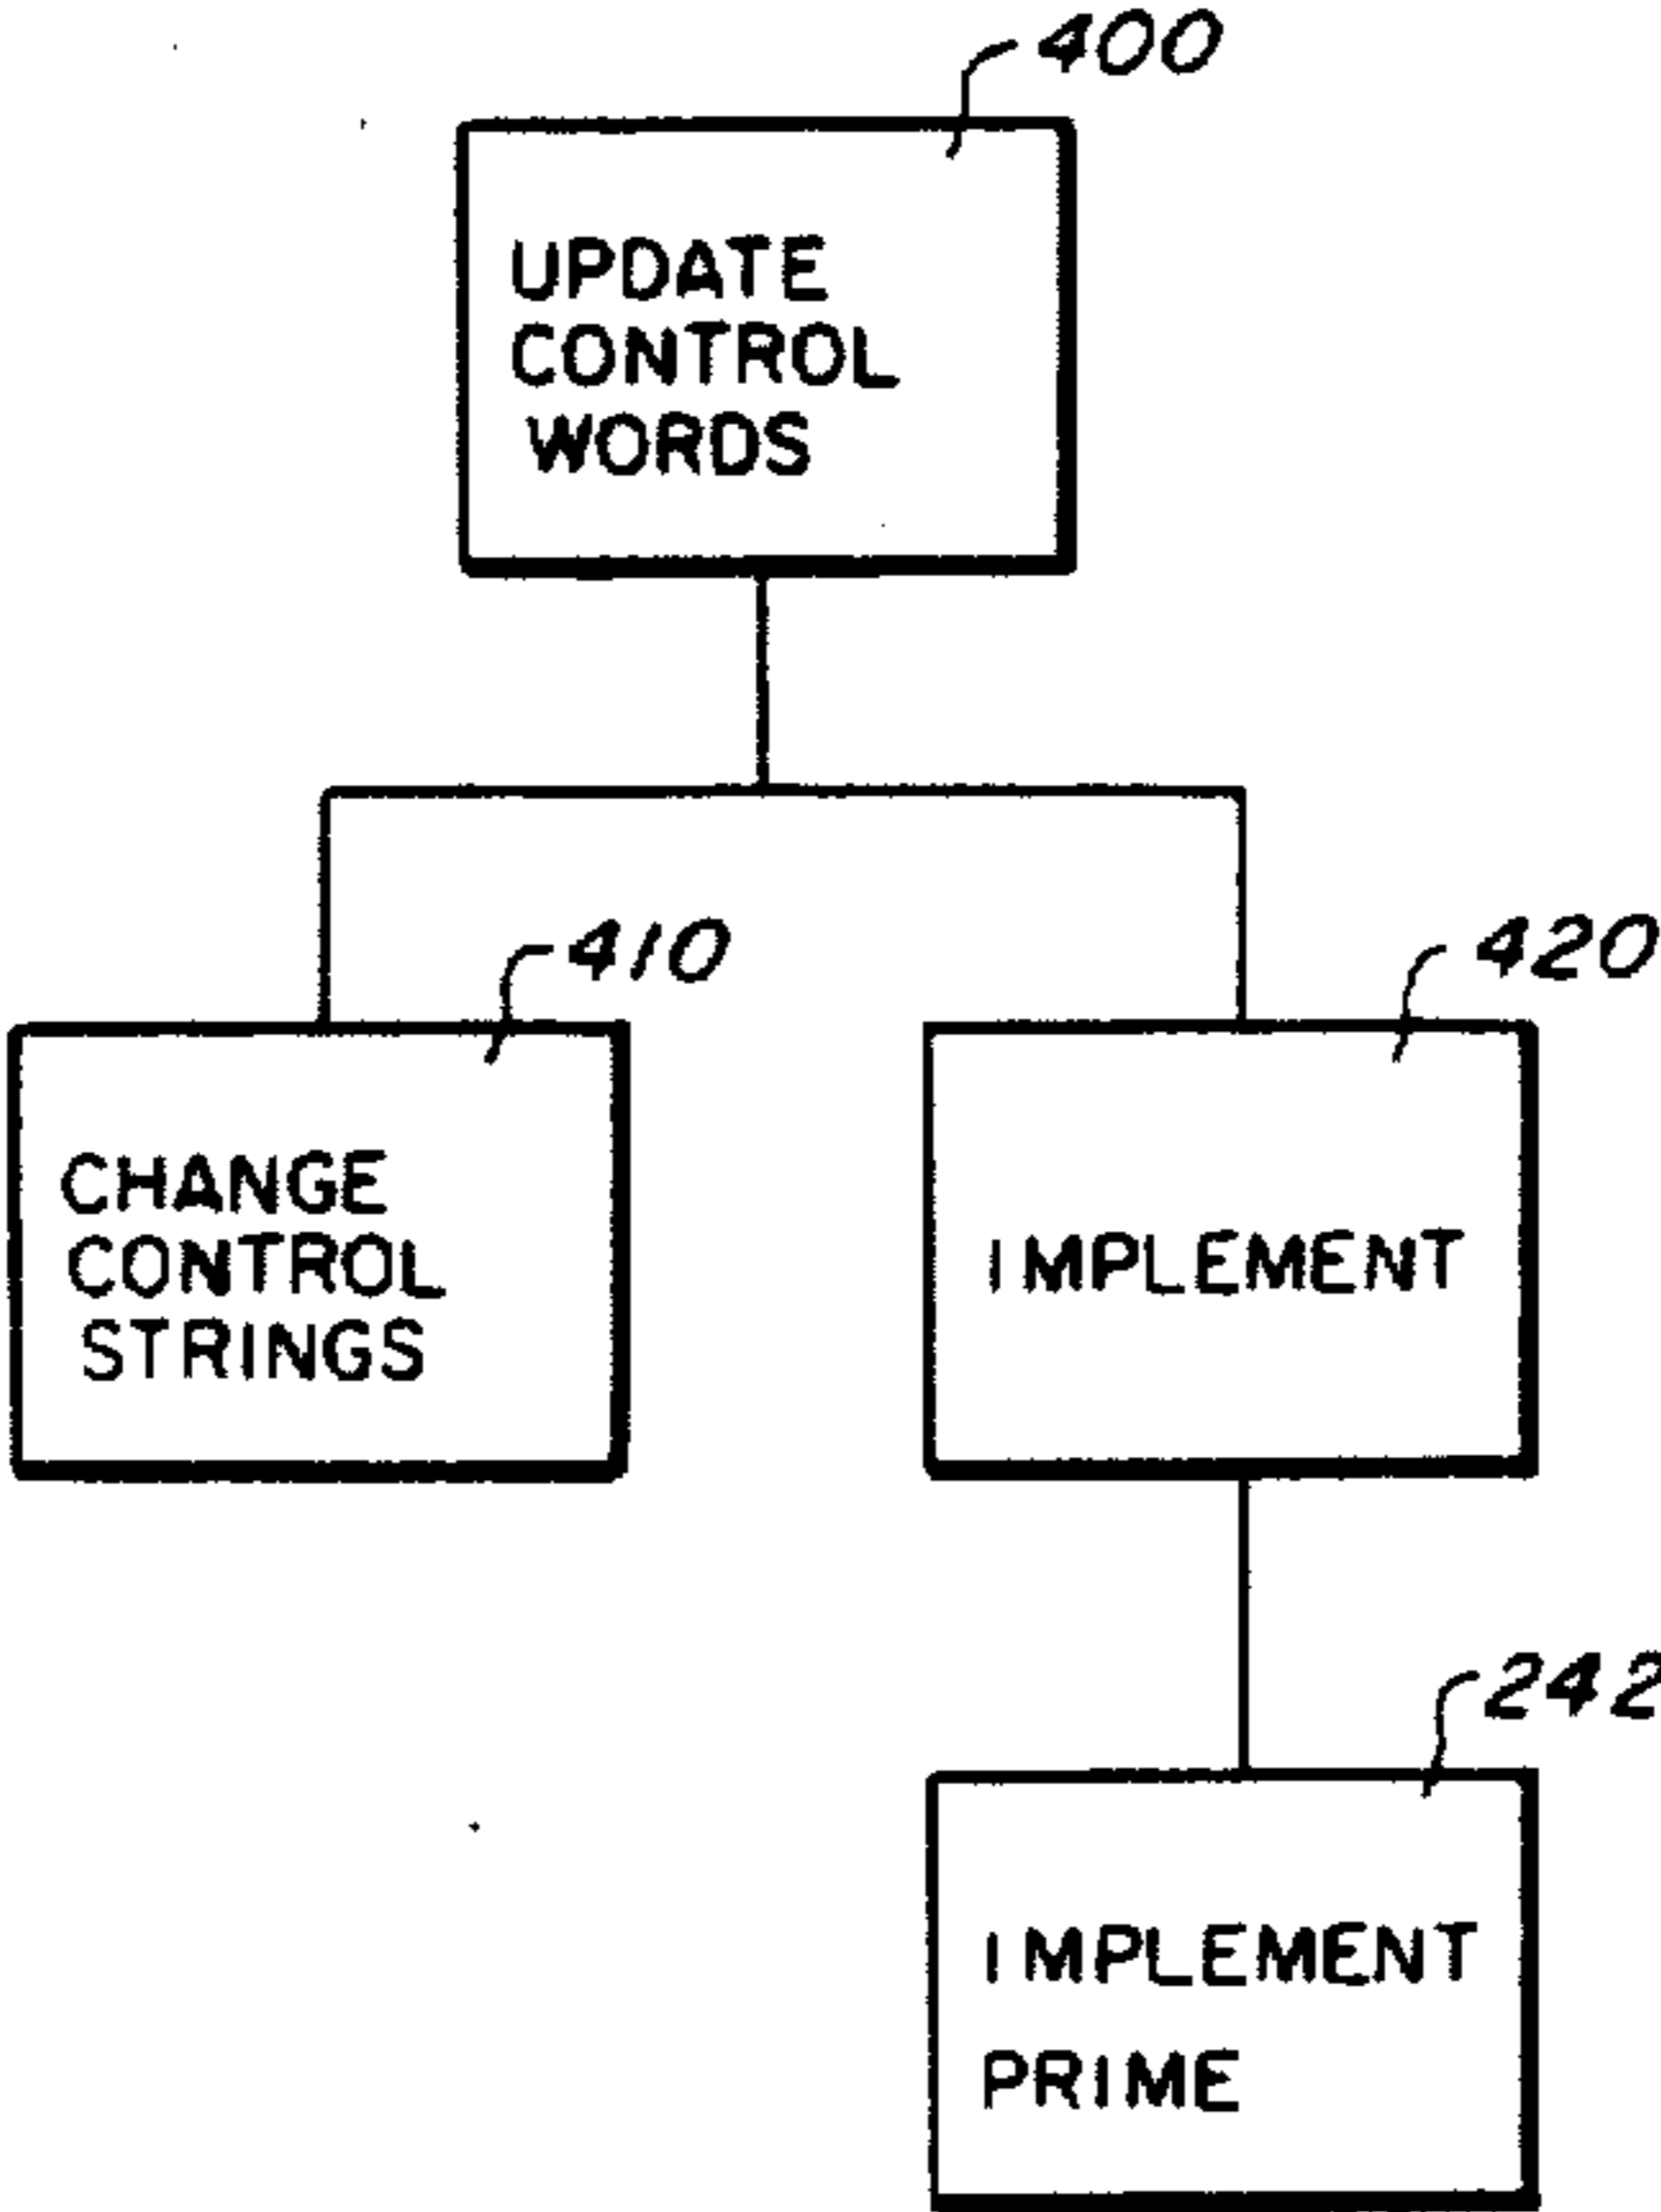 400
UPDATE
CONTROL
WORDS
410
420
CHANGE
CONTROL
STRINGS
IMPLEMENT
242
IMPLEMENT
PRIME